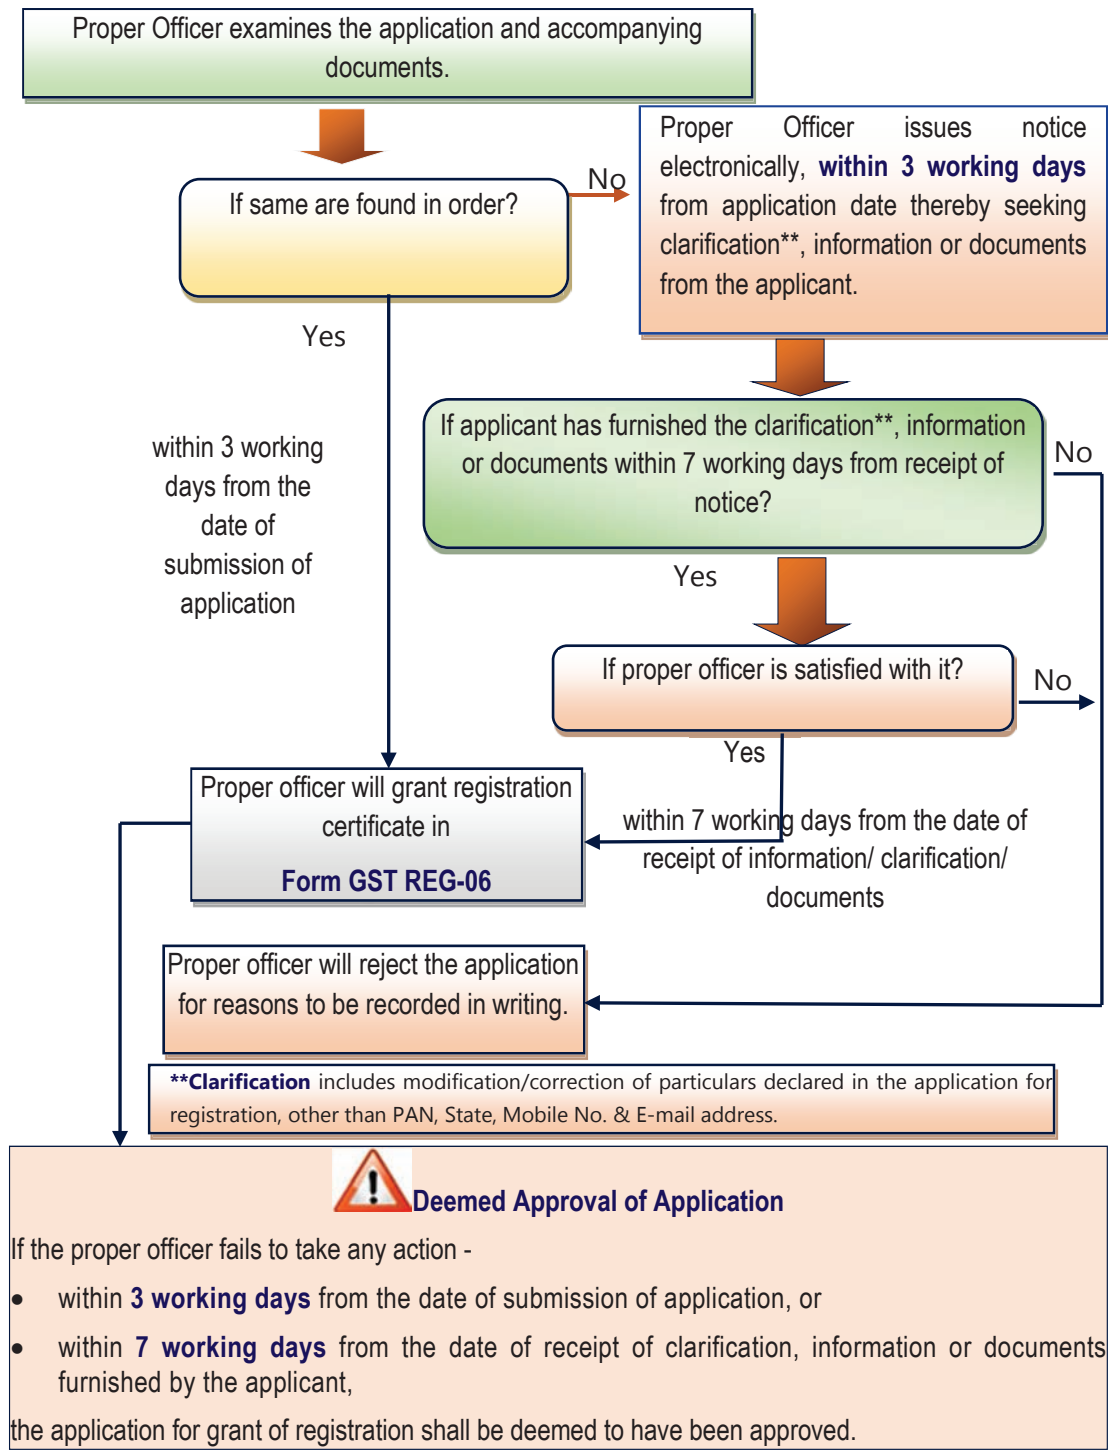 Proper Officer examines the application and accompanying
documents.
Proper Officer issues notice
electronically, within 3 working days
from application date thereby seeking
clarification**, information or documents
from the applicant.
No
If same are found in order?
Yes
If applicant has furnished the clarification**, information
or documents within 7 working days from receipt of
notice?
No
within 3 working
days from the
date of
submission of
application
Yes
If proper officer is satisfied with it?
No
Yes
Proper officer will grant registration
certificate in
Form GST REG-06
within 7 working days from the date of
receipt of information/ clarification/
documents
Proper officer will reject the application
for reasons to be recorded in writing.
**Clarification includes modification/correction of particulars declared in the application for
registration, other than PAN, State, Mobile No. & E-mail address.
Deemed Approval of Application
If the proper officer fails to take any action -
• within 3 working days from the date of submission of application, or
• within 7 working days from the date of receipt of clarification, information or documents
furnished by the applicant,
the application for grant of registration shall be deemed to have been approved.